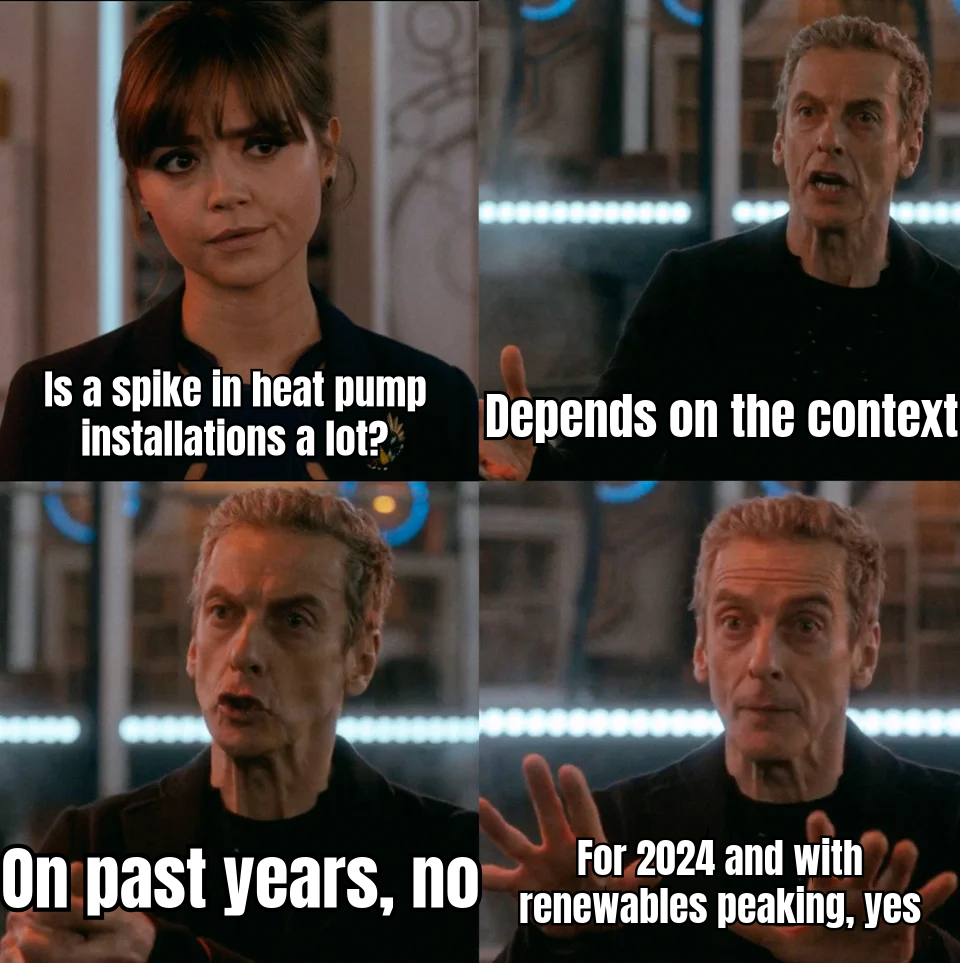 Is a spike in heat pump
installations a lot?
Depends on the context
On past years, no
For 2024 and with
renewables peaking, yes